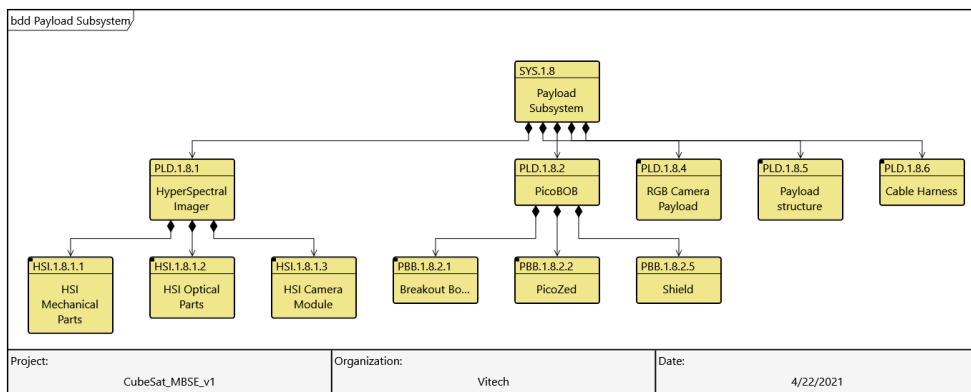 bdd Payload Subsystem
SYS.1.8
Payload
Subsystem
PLD.1.8.1
HyperSpectral
Imager
PLD.1.8.2
PicoBOB
PLD.1.8.4
RGB Camera
Payload
PLD.1.8.5
Payload
structure
PLD.1.8.6
Cable Harness
HSI.1.8.1.1
HSI
Mechanical
Parts
HSI.1.8.1.2
HSI Optical
Parts
HSI.1.8.1.3
HSI Camera
Module
PBB.1.8.2.1
Breakout Bo...
PBB.1.8.2.2
PicoZed
PBB.1.8.2.5
Shield
Project:
CubeSat_MBSE_v1
Organization:
Vitech
Date:
4/22/2021